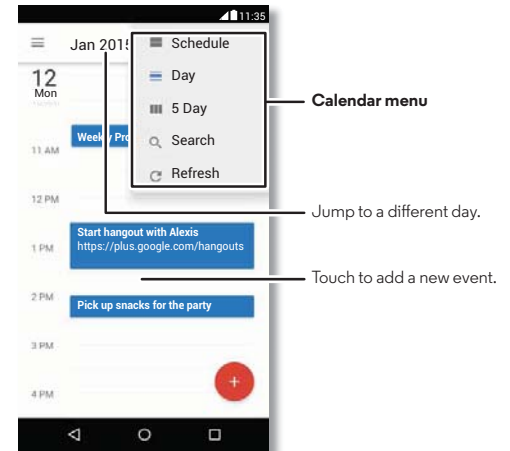 11:35
Jan 2015
Schedule
Day
5 Day
Search
Refresh
12
Mon
11 AM
Weekly Pro
12 PM
1 PM
Start hangout with Alexis
https://plus.google.com/hangouts
2 PM
Pick up snacks for the party
3 PM
+
4 PM
Calendar menu
Jump to a different day.
Touch to add a new event.